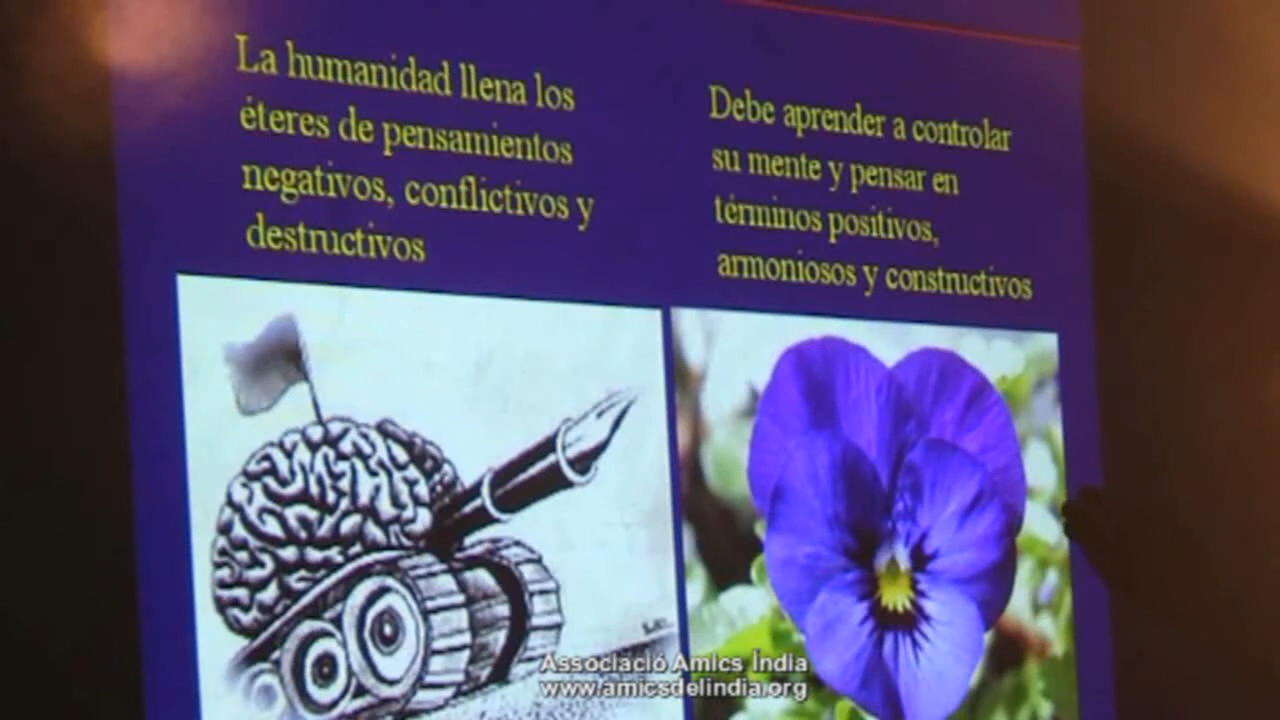 La humanidad llena los
éteres de pensamientos
negativos, conflictivos y
destructivos
Debe aprender a controlar
su mente y pensar en
términos positivos,
armoniosos y constructivos
Associació Amics Índia
www.amicsdelindia.org